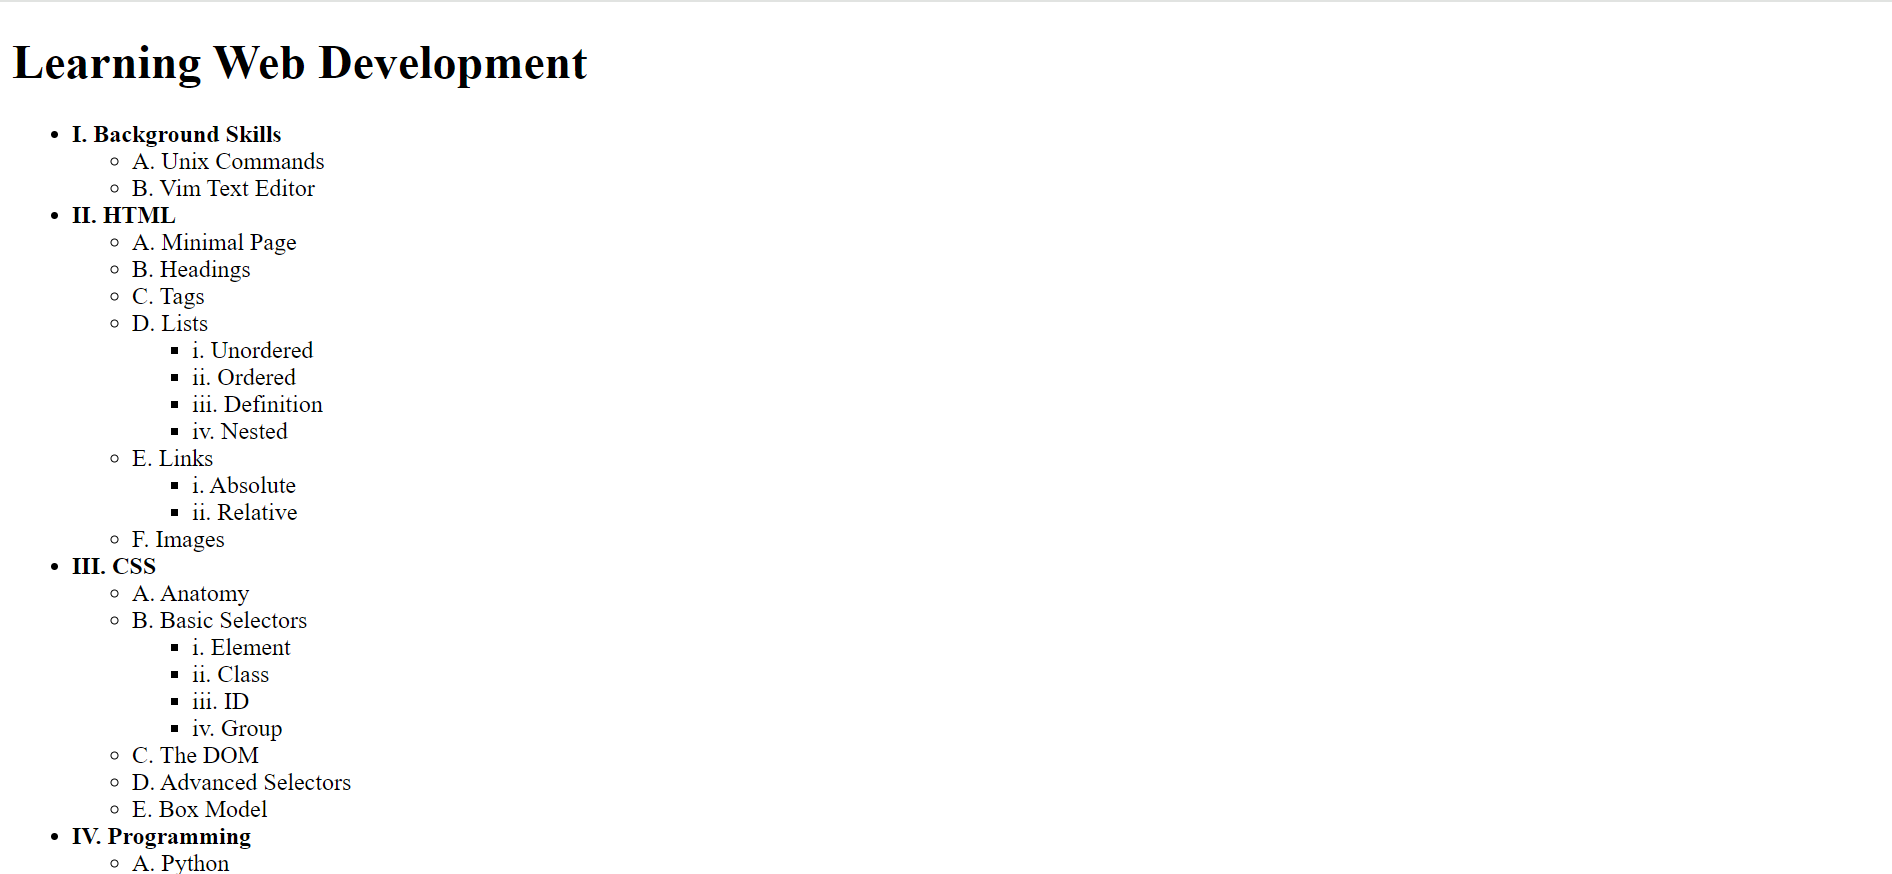 Learning Web Development
I. Background Skills
A. Unix Commands
B. Vim Text Editor
II. HTML
A. Minimal Page
B. Headings
C. Tags
D. Lists
i. Unordered
ii. Ordered
iii. Definition
iv. Nested
E. Links
i. Absolute
ii. Relative
F. Images
III. CSS
A. Anatomy
B. Basic Selectors
i. Element
ii. Class
iii. ID
iv. Group
C. The DOM
D. Advanced Selectors
E. Box Model
IV. Programming
A. Python